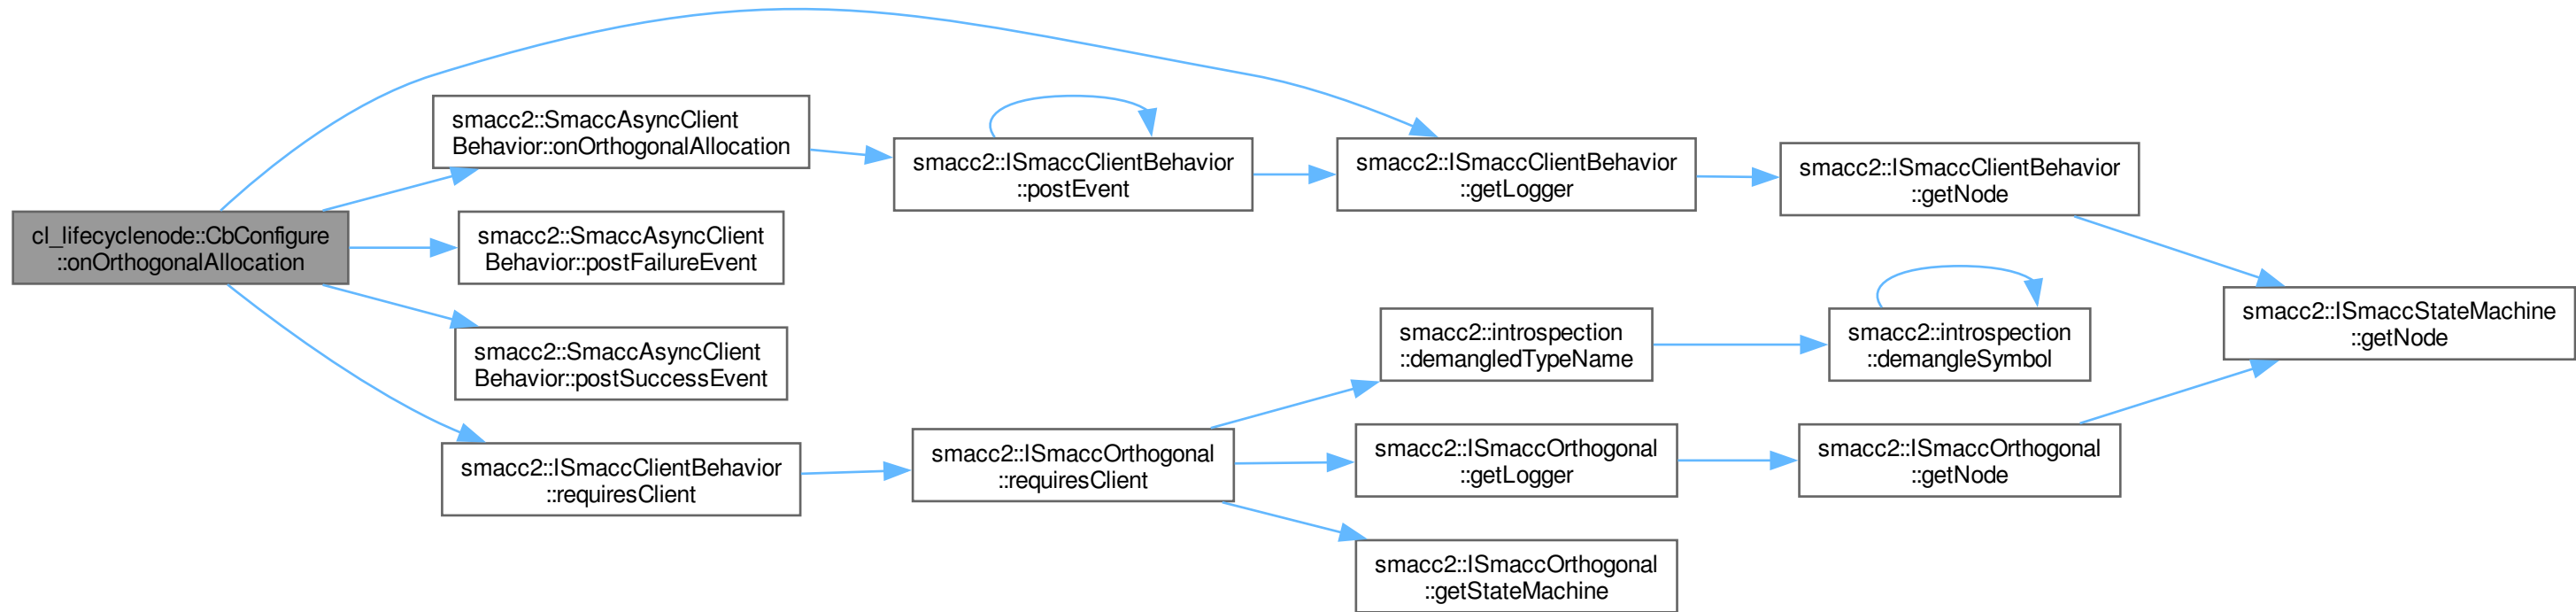 smacc2::SmaccAsyncClient
Behavior::onOrthogonalAllocation
smacc2::ISmaccClientBehavior
::postEvent
smacc2::ISmaccClientBehavior
::getLogger
smacc2::ISmaccClientBehavior
::getNode
cl_lifecyclenode::CbConfigure
::onOrthogonalAllocation
smacc2::SmaccAsyncClient
Behavior::postFailureEvent
smacc2::ISmaccStateMachine
::getNode
smacc2::SmaccAsyncClient
Behavior::postSuccessEvent
smacc2::introspection
::demangledTypeName
smacc2::introspection
::demangleSymbol
smacc2::ISmaccClientBehavior
::requiresClient
smacc2::ISmaccOrthogonal
::requiresClient
smacc2::ISmaccOrthogonal
::getLogger
smacc2::ISmaccOrthogonal
::getNode
smacc2::ISmaccOrthogonal
::getStateMachine